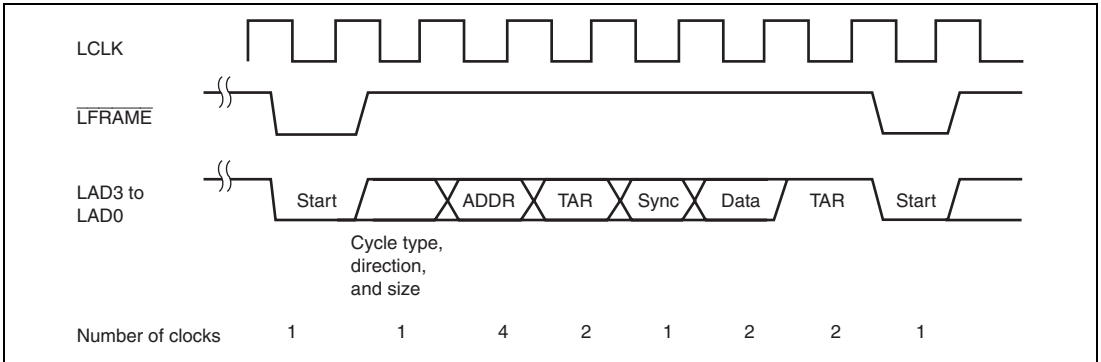 LCLK
LFRAME
LAD3 to
LAD0
Start ADDR TAR Sync Data TAR Start
Cycle type,
direction,
and size
Number of clocks 1 1 4 2 1 2 2 1